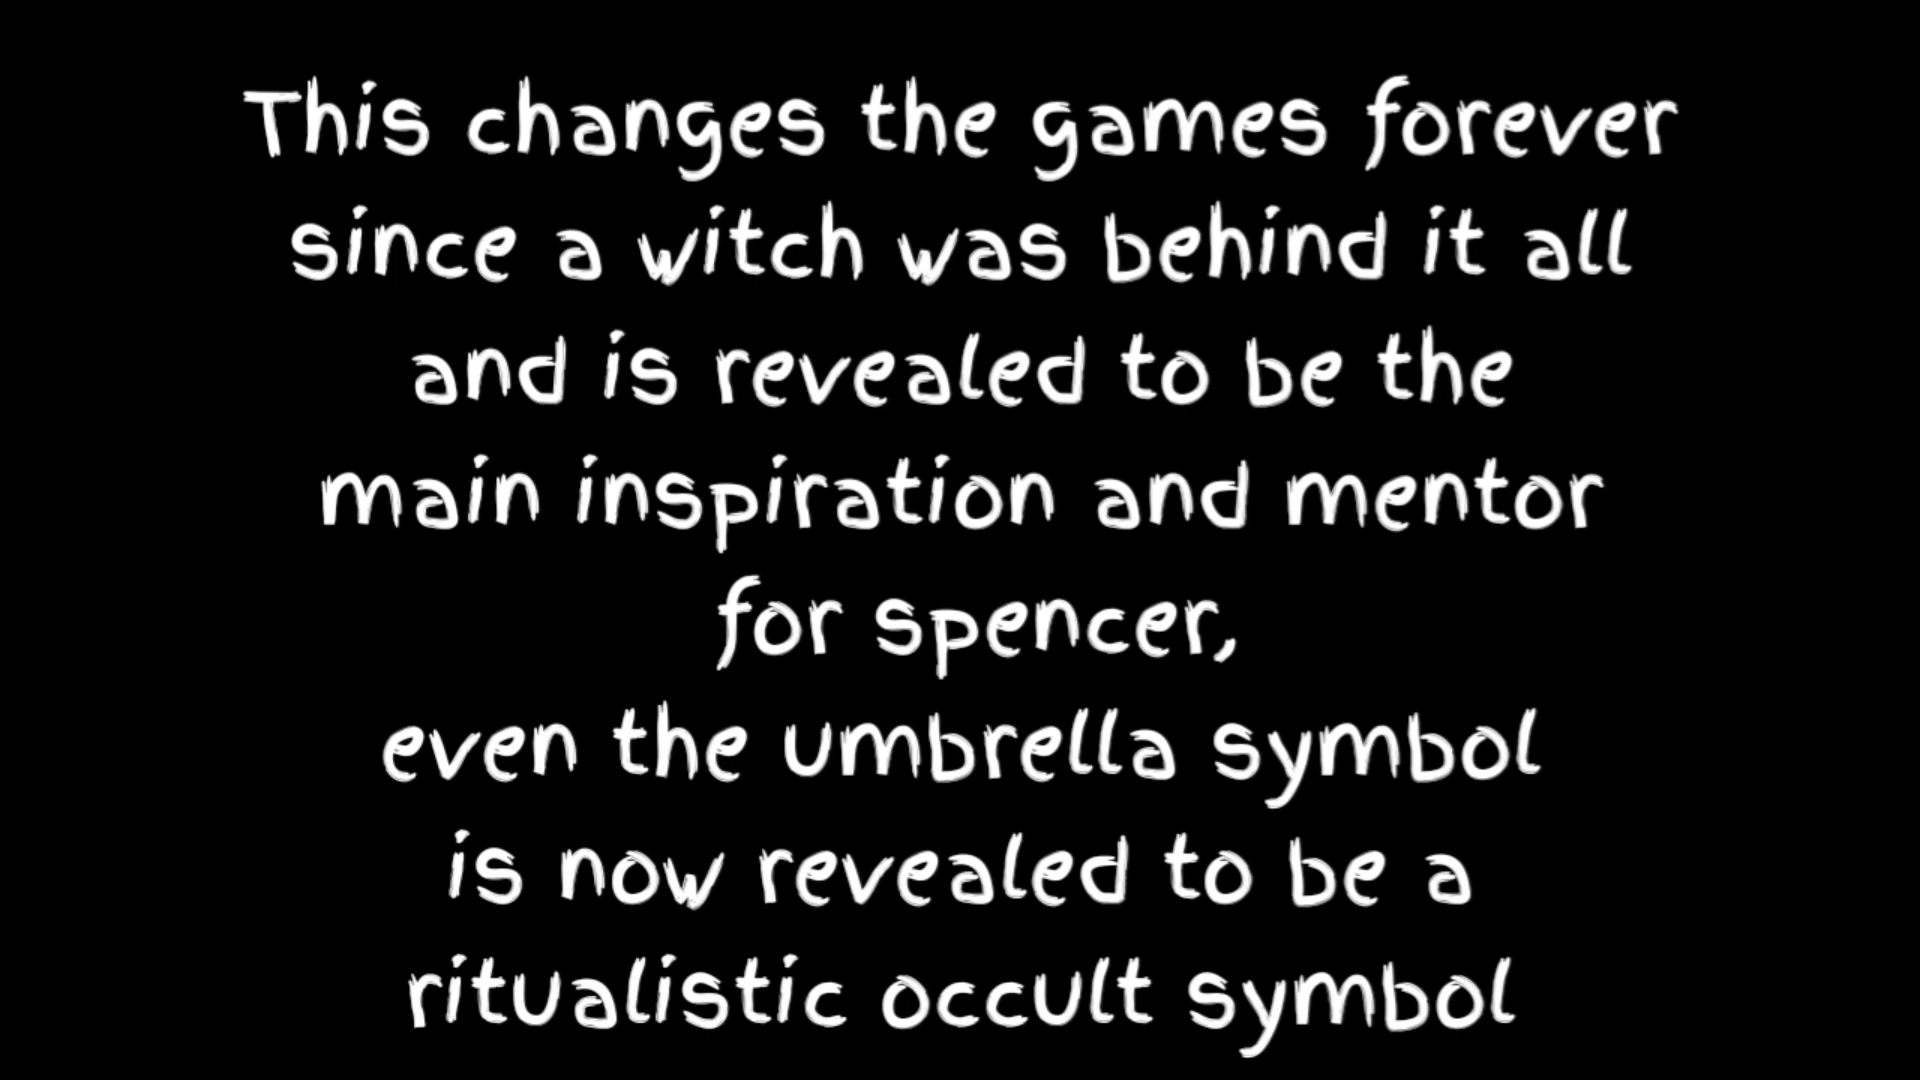 This changes the games forever
since a witch was behind it all
and is revealed to be the
main inspiration and mentor
for spencer,
even the umbrella symbol
is now revealed to be a
ritualistic occult symbol